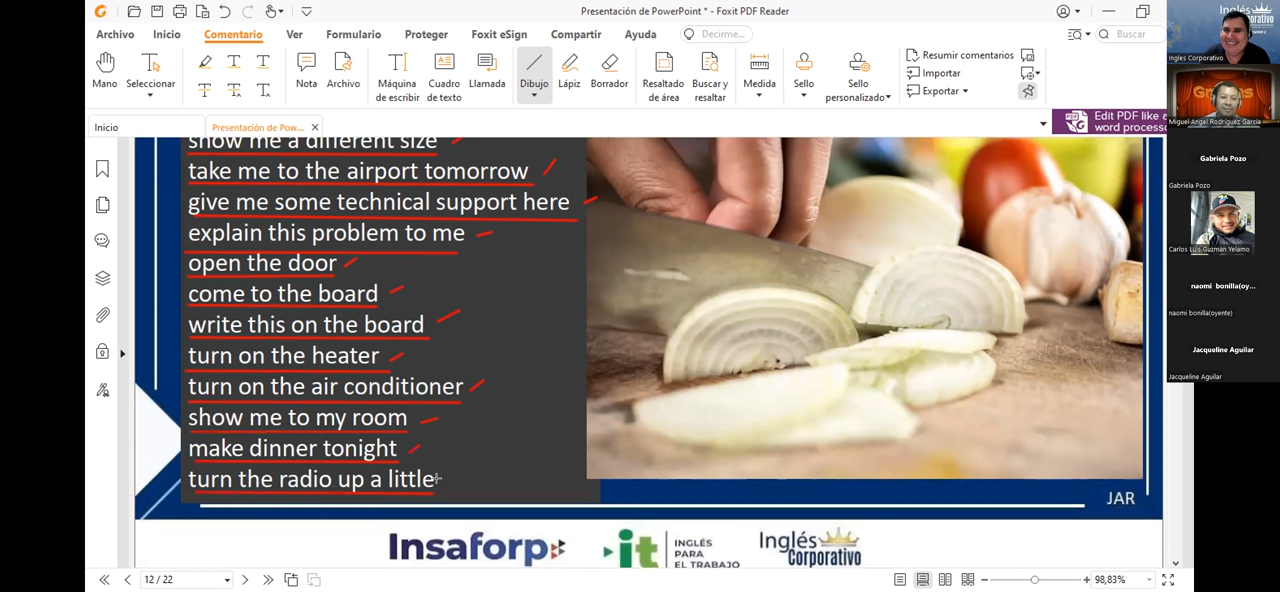 Presentación de PowerPoint * - Foxit PDF Reader
Archivo Inicio Comentario Ver Formulario Proteger Foxit eSign Compartir Ayuda Decirme... Buscar
Mano
Seleccionar
Nota
Archivo
Máquina de escribir
Cuadro de texto
Llamada
Dibujo
Lápiz
Borrador
Resaltado de área
Buscar y resaltar
Medida
Sello
Sello personalizado
Resumir comentarios
Importar
Exportar
Inicio
Presentación de Pow...
Edit PDF like a
word process
show me a different size
take me to the airport tomorrow
give me some technical support here
explain this problem to me
open the door
come to the board
write this on the board
turn on the heater
turn on the air conditioner
show me to my room
make dinner tonight
turn the radio up a little
JAR
Insaforp
it INGLÉS
PARA
EL TRABAJO
Inglés
Corporativo
12 / 22
98,83%
Inglés
Ingles Corporativo
Miguel Angel Rodríguez García
Gabriela Pozo
Gabriela Pozo
Carlos Luis Guzman Yelamo
naomi bonilla(oy...
naomi bonilla(oyente)
Jacqueline Aguilar
Jacqueline Aguilar